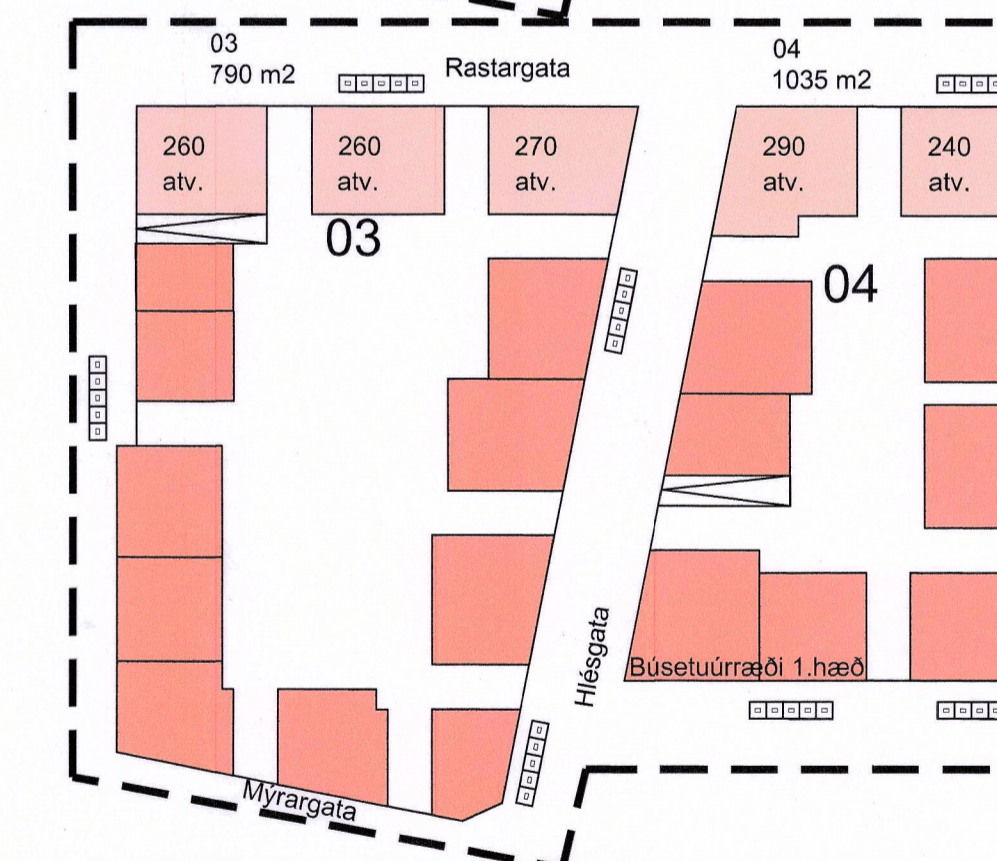 03
790 m2
Rastargata
04
1035 m2
260
atv.
260
atv.
270
atv.
290
atv.
240
atv.
03
04
Hlésgata
Búsetuúrræði 1.hæð
Mýrargata